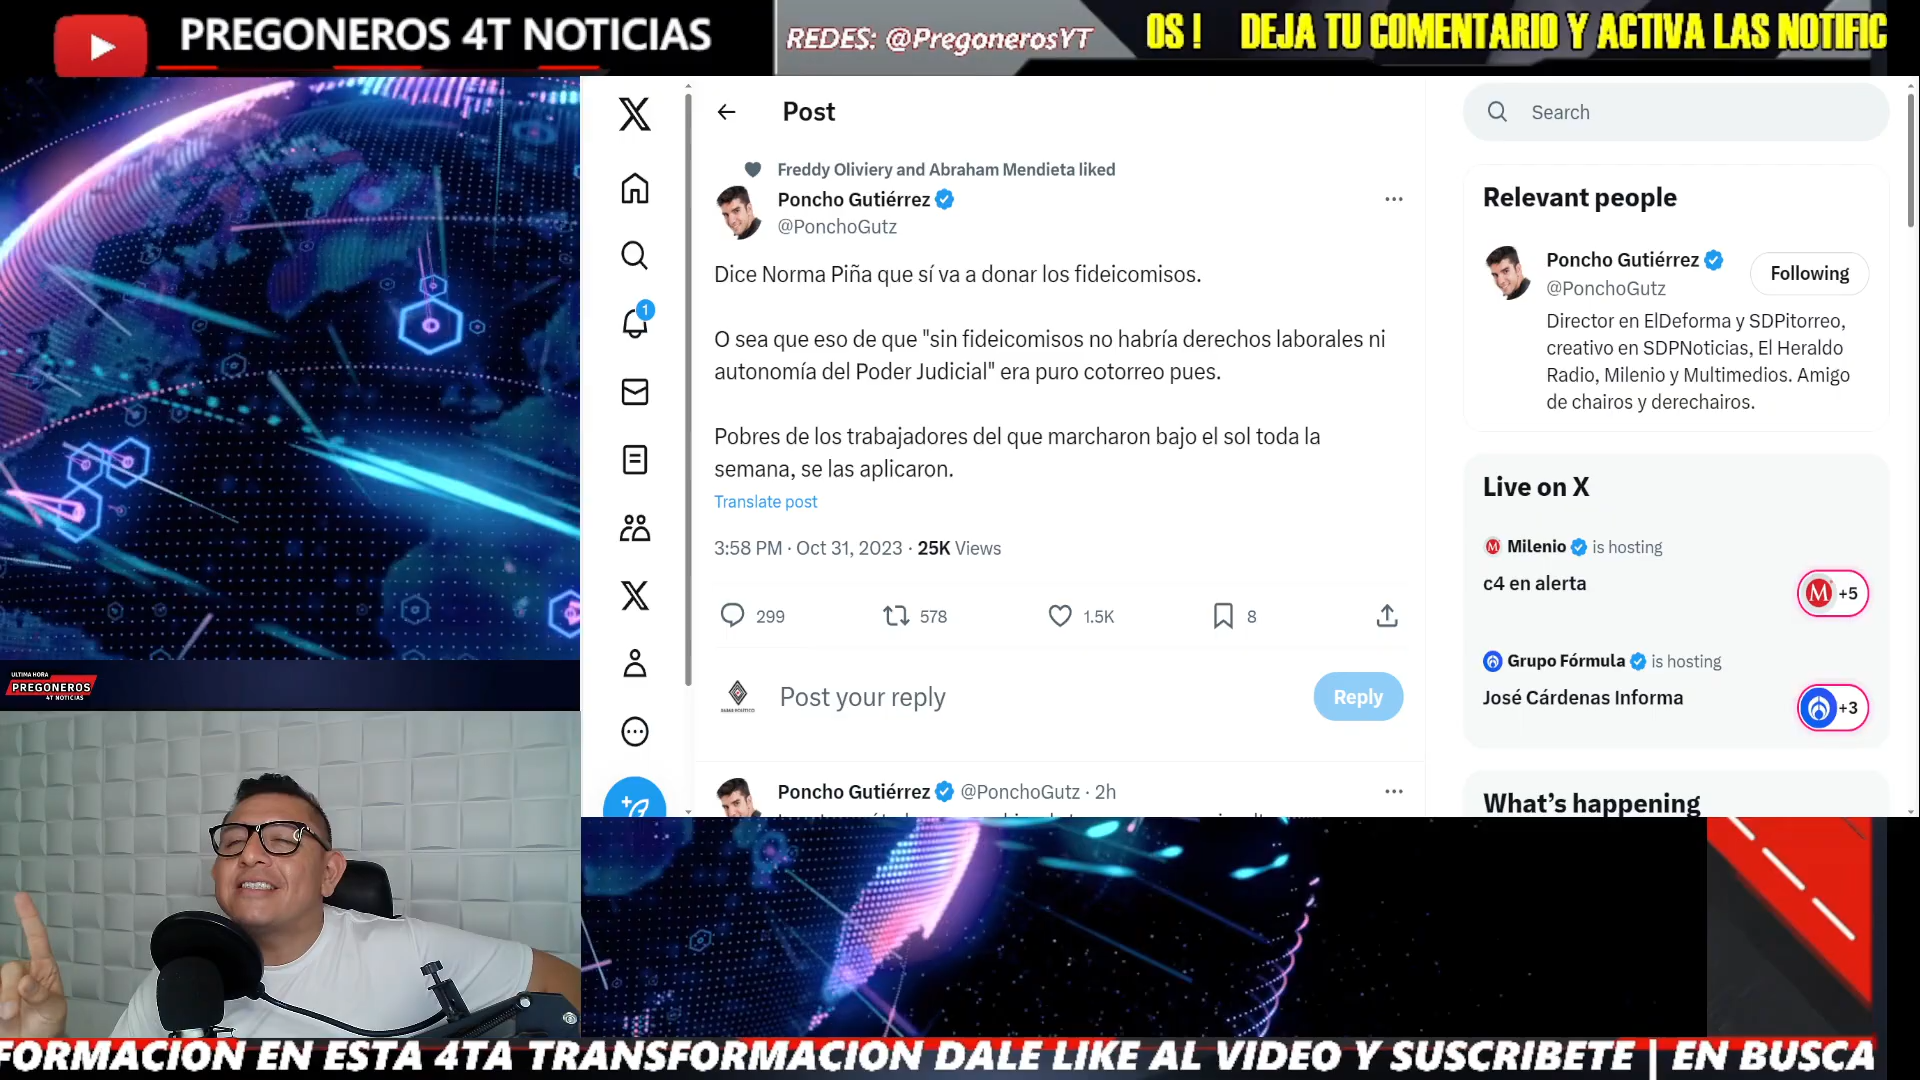 PREGONEROS 4T NOTICIAS
REDES: @PregonerosYT
OS ! DEJA TU COMENTARIO Y ACTIVA LAS NOTIFIC
Post
Freddy Oliviery and Abraham Mendieta liked
Poncho Gutiérrez
@PonchoGutz
Dice Norma Piña que sí va a donar los fideicomisos.
O sea que eso de que "sin fideicomisos no habría derechos laborales ni
autonomía del Poder Judicial" era puro cotorreo pues.
Pobres de los trabajadores del que marcharon bajo el sol toda la
semana, se las aplicaron.
Translate post
3:58 PM · Oct 31, 2023 · 25K Views
299 578 1.5K 8
Post your reply
Reply
Poncho Gutiérrez @PonchoGutz · 2h
1
Search
Relevant people
Poncho Gutiérrez
@PonchoGutz
Following
Director en ElDeforma y SDPitorreo,
creativo en SDPNoticias, El Heraldo
Radio, Milenio y Multimedios. Amigo
de chairos y derechairos.
Live on X
Milenio is hosting
c4 en alerta
M +5
Grupo Fórmula is hosting
José Cárdenas Informa
+3
What's happening
ULTIMA HORA
PREGONEROS
4T NOTICIAS
FORMACIÓN EN ESTA 4TA TRANSFORMACION DALE LIKE AL VIDEO Y SUSCRIBETE | EN BUSCA